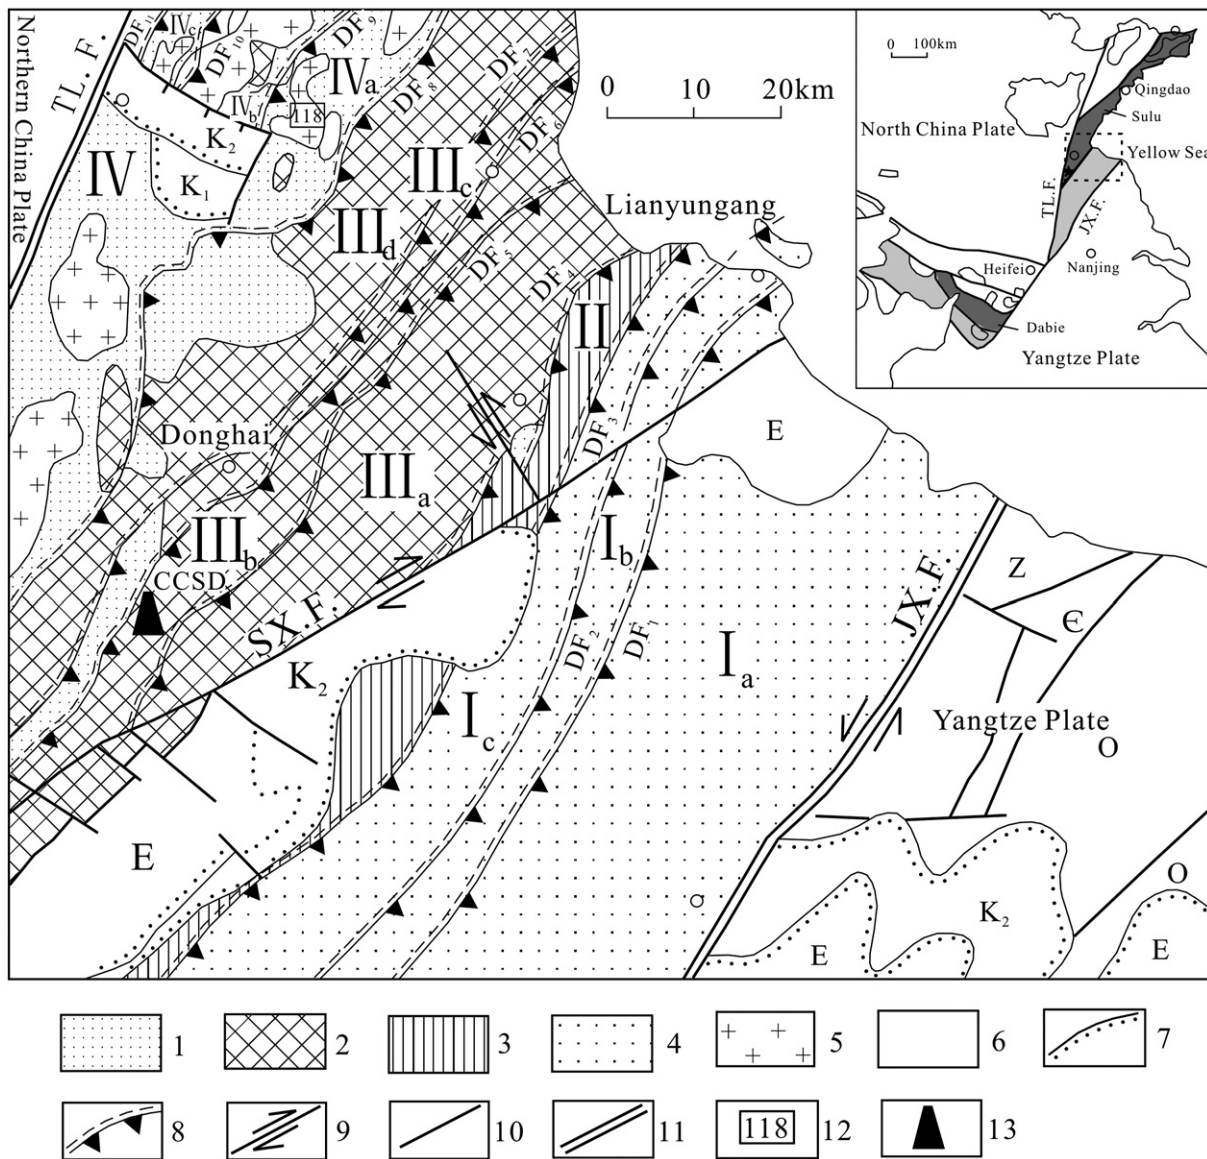 Northern China Plate
TL. F.
DF11
IVc
DF10
DF9
IVa
IVb
118
DF8
DF7
DF6
K2
K1
IV
IIIc
IIId
DF5
DF4
0 10 20km
Lianyungang
II
Donghai
IIIa
IIIb
CCSD
SX.F.
DF3
E
Ib
DF2
DF1
Ia
Ic
K2
E
JX.F.
Z
Є
Yangtze Plate
O
O
K2
E
E
0 100km
North China Plate
Qingdao
Sulu
Yellow Sea
TL.F.
JX.F.
Heifei
Nanjing
Dabie
Yangtze Plate
1 2 3 4 5 6 7
8 9 10 11 118 12 13